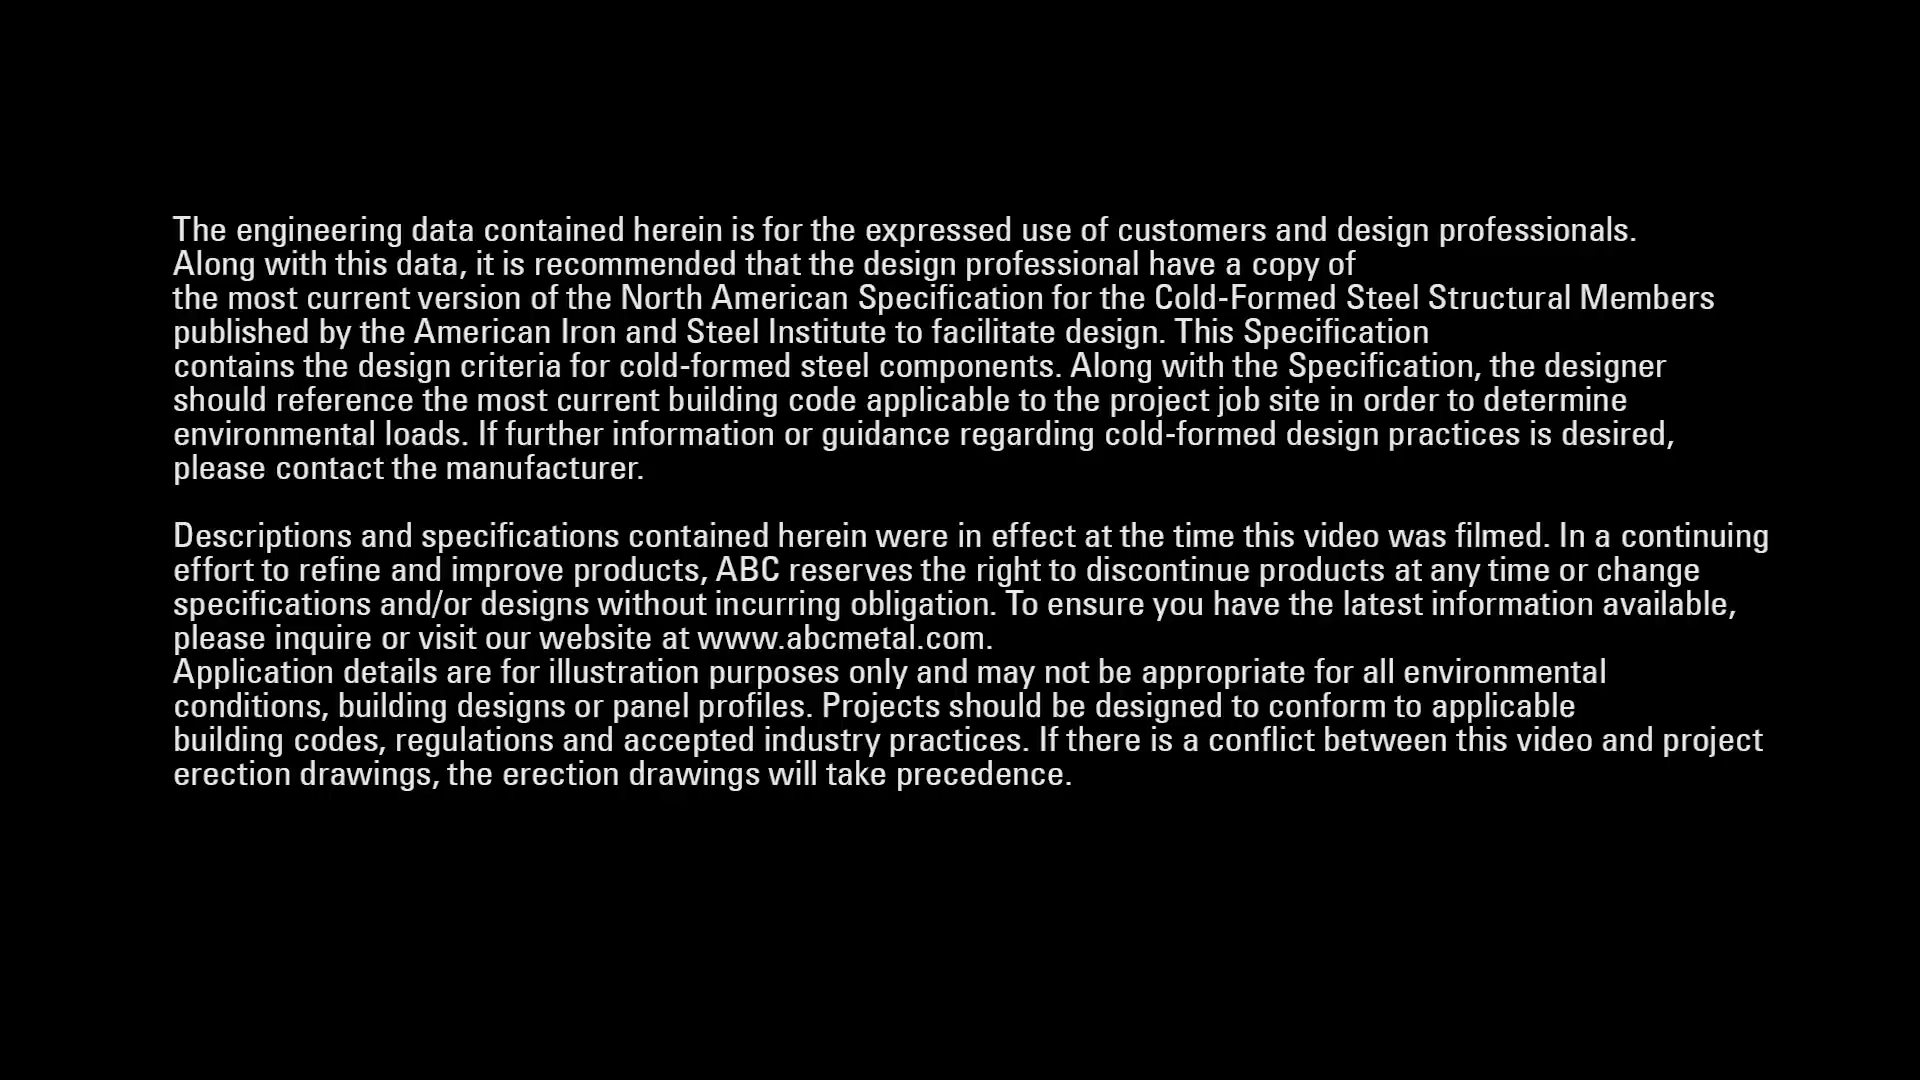 The engineering data contained herein is for the expressed use of customers and design professionals.
Along with this data, it is recommended that the design professional have a copy of
the most current version of the North American Specification for the Cold-Formed Steel Structural Members
published by the American Iron and Steel Institute to facilitate design. This Specification
contains the design criteria for cold-formed steel components. Along with the Specification, the designer
should reference the most current building code applicable to the project job site in order to determine
environmental loads. If further information or guidance regarding cold-formed design practices is desired,
please contact the manufacturer.
Descriptions and specifications contained herein were in effect at the time this video was filmed. In a continuing
effort to refine and improve products, ABC reserves the right to discontinue products at any time or change
specifications and/or designs without incurring obligation. To ensure you have the latest information available,
please inquire or visit our website at www.abcmetal.com.
Application details are for illustration purposes only and may not be appropriate for all environmental
conditions, building designs or panel profiles. Projects should be designed to conform to applicable
building codes, regulations and accepted industry practices. If there is a conflict between this video and project
erection drawings, the erection drawings will take precedence.